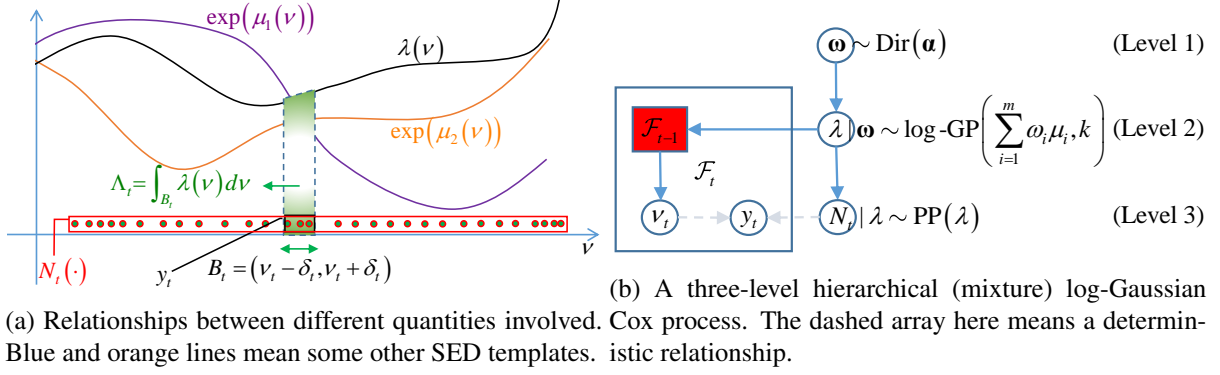 exp(μ₁(ν))
λ(ν)
exp(μ₂(ν))
Λₜ = ∫_{Bₜ} λ(ν)dν
Nₜ(·)
yₜ
Bₜ = (νₜ − δₜ, νₜ + δₜ)
ν
(a) Relationships between different quantities involved.
Blue and orange lines mean some other SED templates.
ω ~ Dir(α) (Level 1)
λ | ω ~ log-GP(∑_{i=1}^{m} ωᵢμᵢ, k) (Level 2)
𝓕ₜ₋₁
𝓕ₜ
νₜ
yₜ
Nₜ | λ ~ PP(λ) (Level 3)
(b) A three-level hierarchical (mixture) log-Gaussian
Cox process. The dashed array here means a determin-
istic relationship.